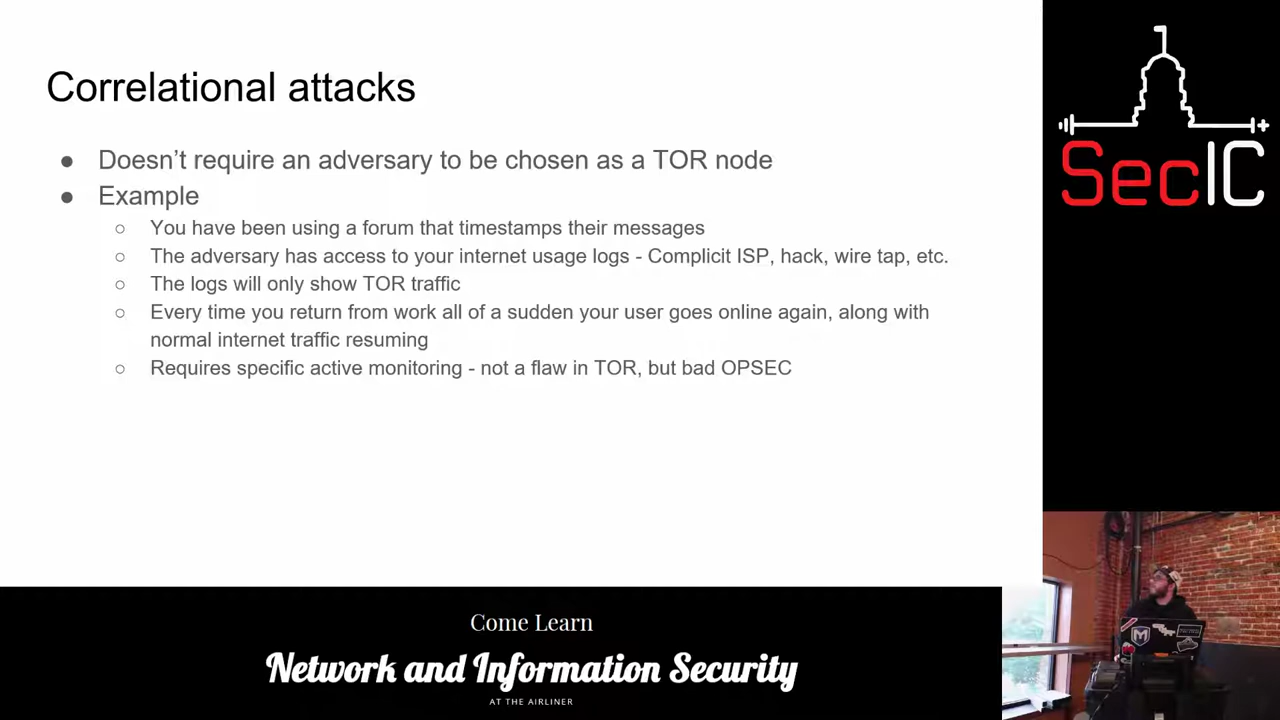 Correlational attacks
● Doesn’t require an adversary to be chosen as a TOR node
● Example
○ You have been using a forum that timestamps their messages
○ The adversary has access to your internet usage logs - Complicit ISP, hack, wire tap, etc.
○ The logs will only show TOR traffic
○ Every time you return from work all of a sudden your user goes online again, along with
normal internet traffic resuming
○ Requires specific active monitoring - not a flaw in TOR, but bad OPSEC
SecIC
Come Learn
Network and Information Security
AT THE AIRLINER